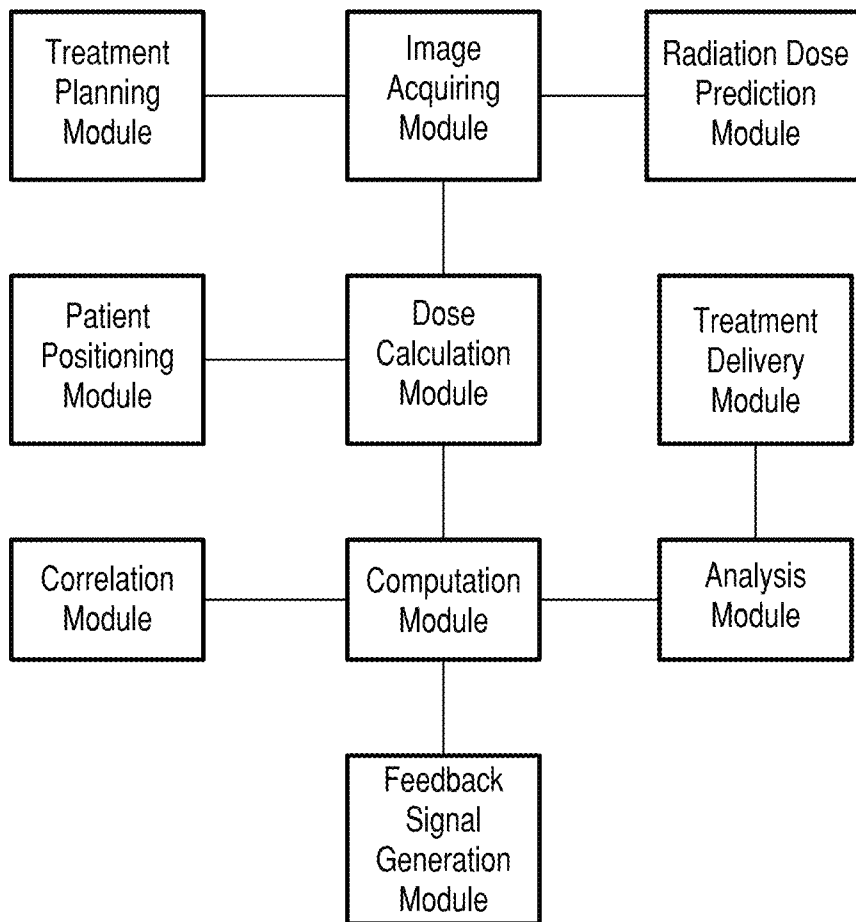 Treatment
Planning
Module
Image
Acquiring
Module
Radiation Dose
Prediction
Module
Patient
Positioning
Module
Dose
Calculation
Module
Treatment
Delivery
Module
Correlation
Module
Computation
Module
Analysis
Module
Feedback
Signal
Generation
Module